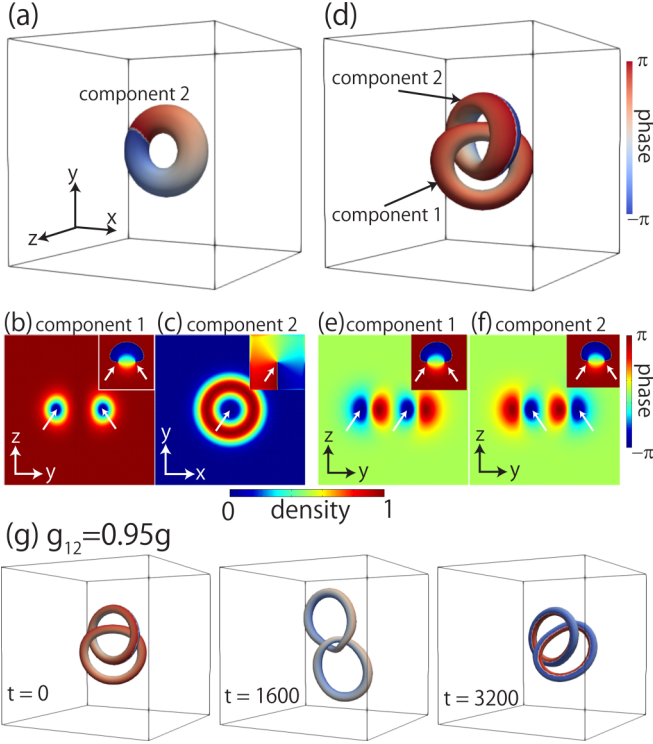 (a)
component 2
y
x
z
(d)
component 2
component 1
π
phase
−π
(b) component 1
z
y
(c) component 2
y
x
(e) component 1
z
y
(f) component 2
z
y
π
phase
−π
0 density 1
(g) g12=0.95g
t = 0
t = 1600
t = 3200